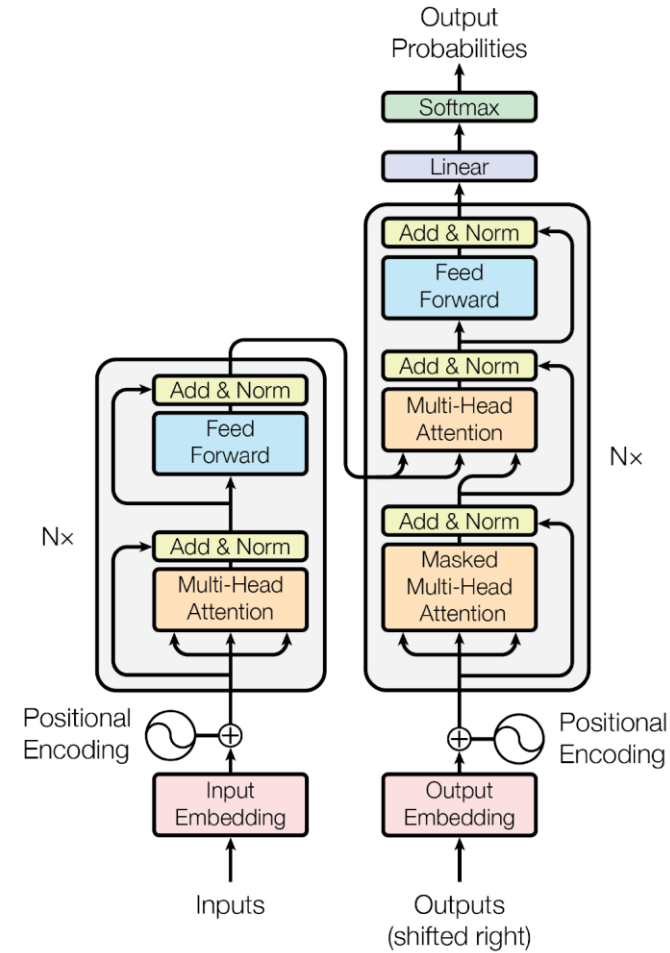 Output
Probabilities
Softmax
Linear
Add & Norm
Feed
Forward
Add & Norm
Multi-Head
Attention
Add & Norm
Masked
Multi-Head
Attention
N×
Add & Norm
Feed
Forward
Add & Norm
Multi-Head
Attention
N×
Positional
Encoding
Positional
Encoding
Input
Embedding
Output
Embedding
Inputs
Outputs
(shifted right)